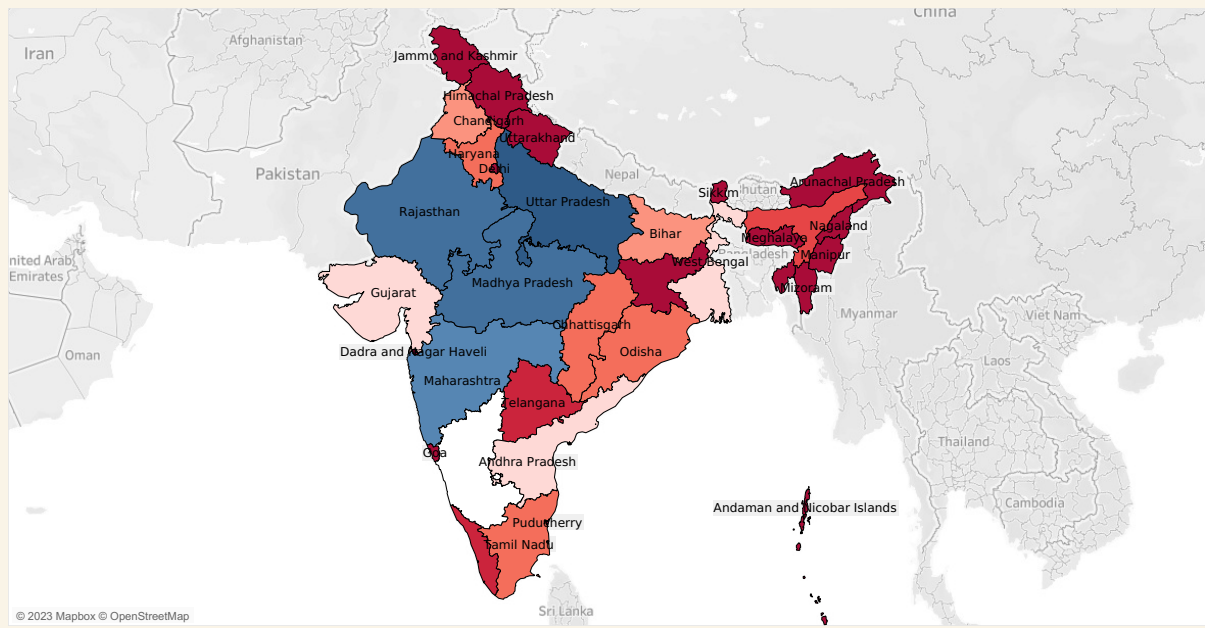 China
Iran
Afghanistan
Jammu and Kashmir
Himachal Pradesh
Chandigarh
Uttarakhand
Haryana
Delhi
Pakistan
Nepal
Sikkim
Bhutan
Arunachal Pradesh
Rajasthan
Uttar Pradesh
Bihar
Nagaland
Meghalaya
Manipur
Bangladesh
West Bengal
United Arab
Emirates
Madhya Pradesh
Mizoram
Gujarat
Myanmar
Viet Nam
Chhattisgarh
Oman
Dadra and Nagar Haveli
Odisha
Laos
Maharashtra
Telangana
Goa
Andhra Pradesh
Thailand
Cambodia
Andaman and Nicobar Islands
Puducherry
Tamil Nadu
Sri Lanka
© 2023 Mapbox © OpenStreetMap